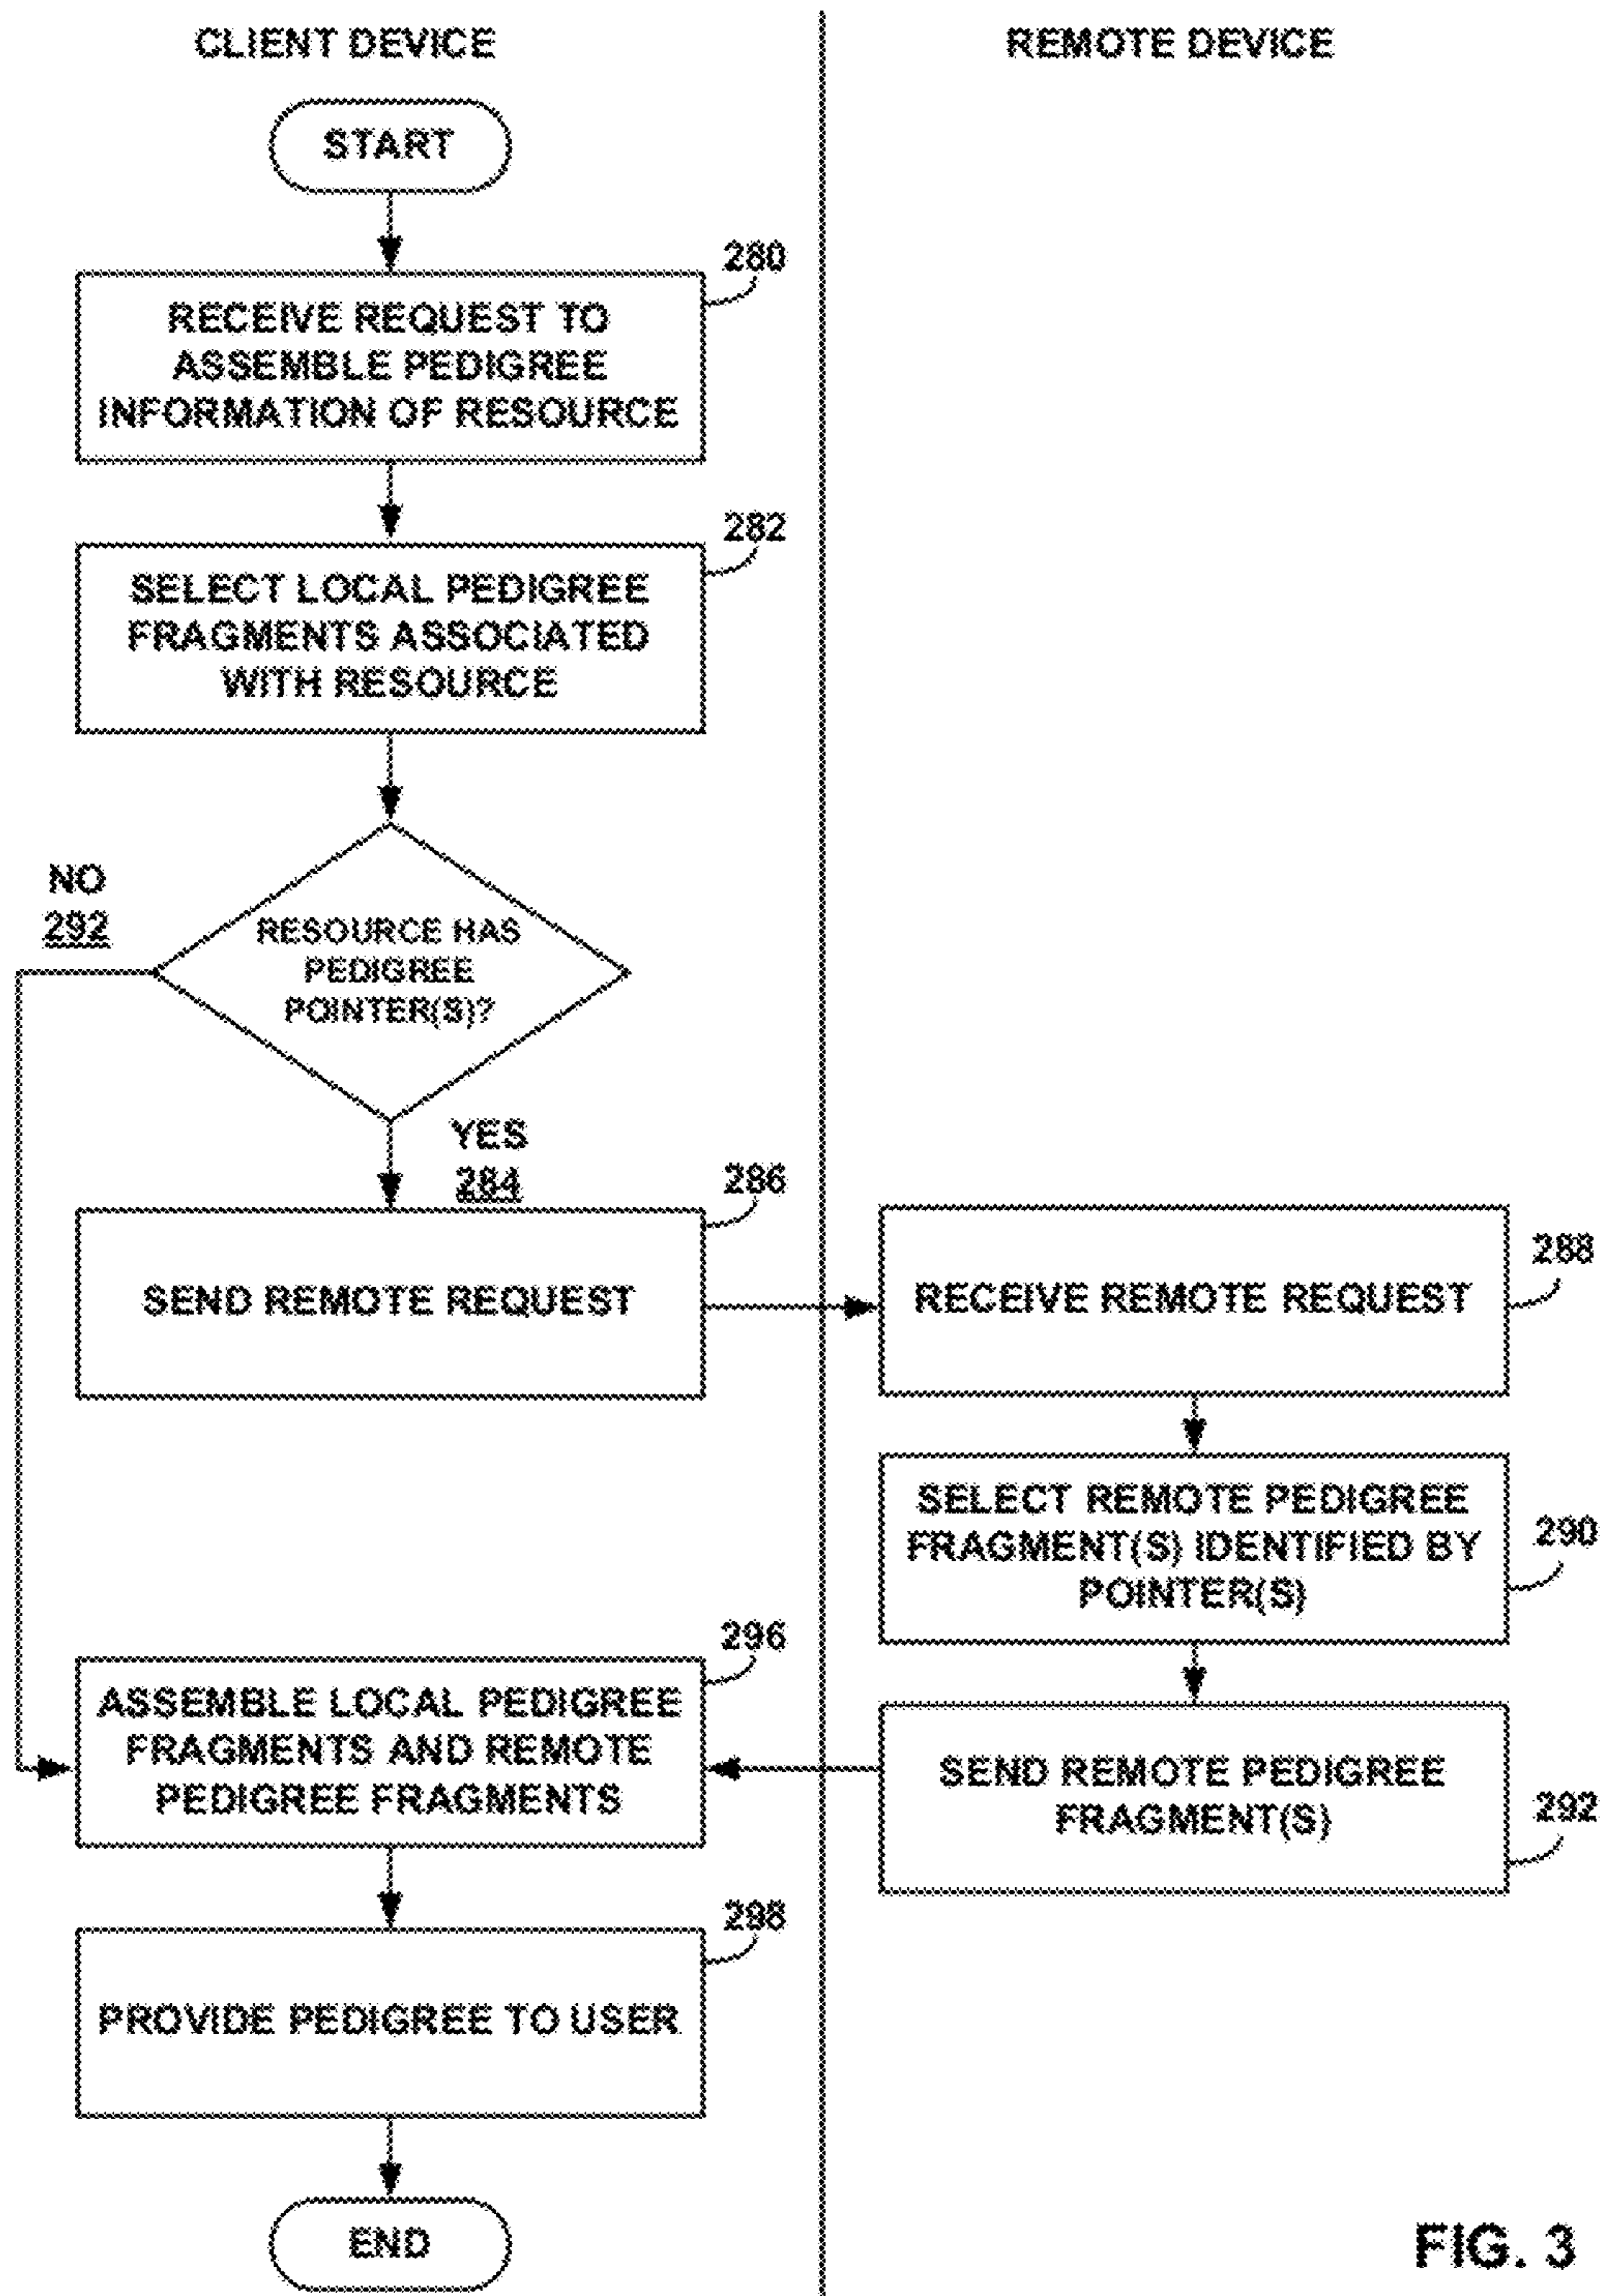 CLIENT DEVICE
REMOTE DEVICE
START
280
RECEIVE REQUEST TO
ASSEMBLE PEDIGREE
INFORMATION OF RESOURCE
282
SELECT LOCAL PEDIGREE
FRAGMENTS ASSOCIATED
WITH RESOURCE
NO
292
RESOURCE HAS
PEDIGREE
POINTER(S)?
YES
284
286
SEND REMOTE REQUEST
288
RECEIVE REMOTE REQUEST
290
SELECT REMOTE PEDIGREE
FRAGMENT(S) IDENTIFIED BY
POINTER(S)
292
SEND REMOTE PEDIGREE
FRAGMENT(S)
296
ASSEMBLE LOCAL PEDIGREE
FRAGMENTS AND REMOTE
PEDIGREE FRAGMENTS
298
PROVIDE PEDIGREE TO USER
END
FIG. 3